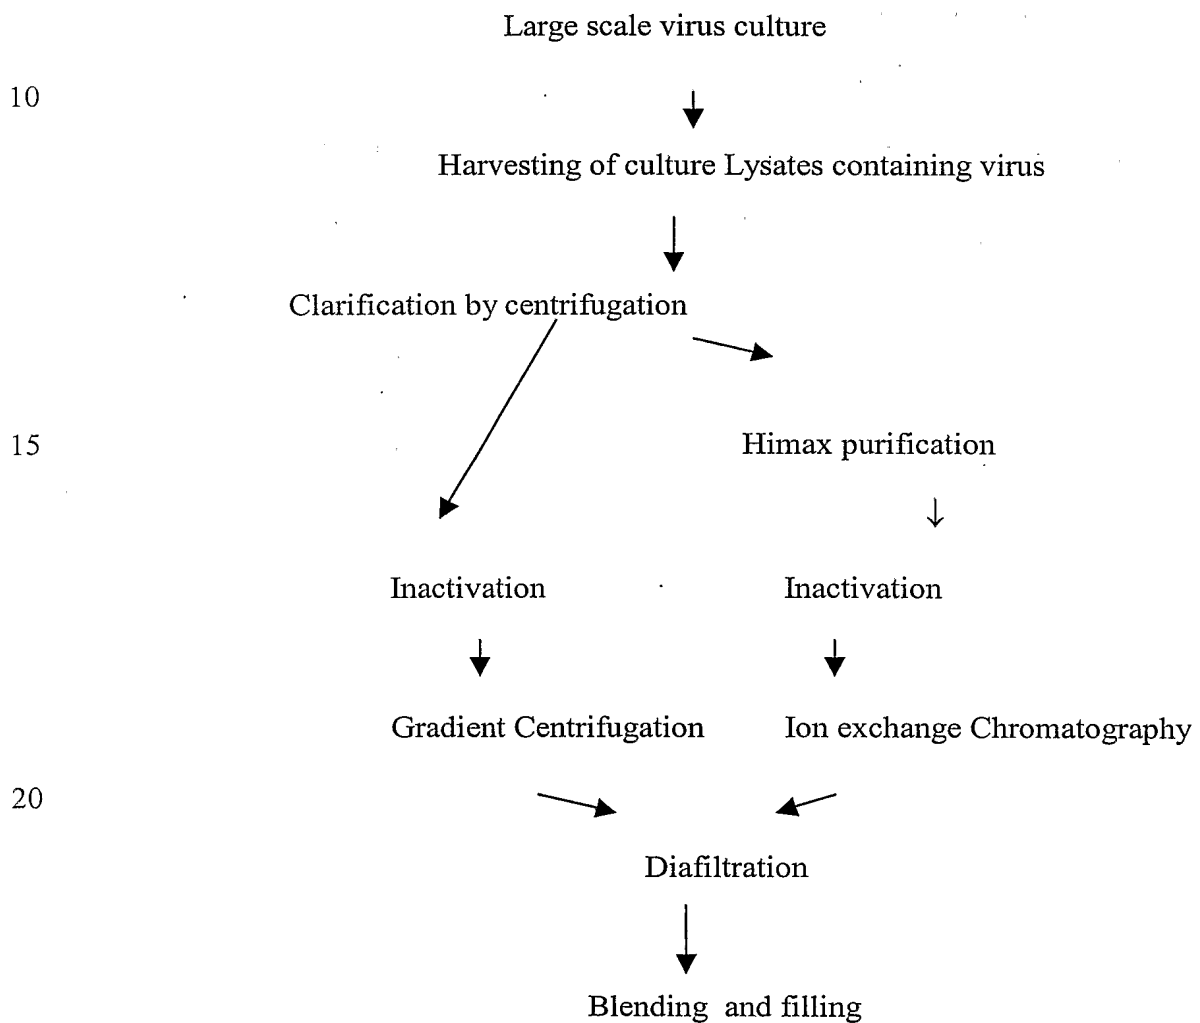 Large scale virus culture
10
Harvesting of culture Lysates containing virus
Clarification by centrifugation
15 Himax purification
↓
Inactivation Inactivation
Gradient Centrifugation Ion exchange Chromatography
20
Diafiltration
Blending and filling